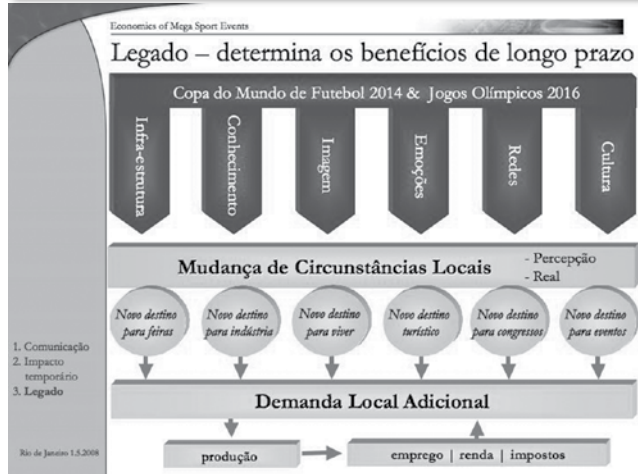 Economics of Mega Sport Events
Legado – determina os benefícios de longo prazo
Copa do Mundo de Futebol 2014 & Jogos Olímpicos 2016
Infra-estrutura
Conhecimento
Imagem
Emoções
Redes
Cultura
Mudança de Circunstâncias Locais
- Percepção
- Real
Novo destino
para feiras
Novo destino
para indústria
Novo destino
para viver
Novo destino
turístico
Novo destino
para congressos
Novo destino
para eventos
1. Comunicação
2. Impacto
temporário
3. Legado
Demanda Local Adicional
produção
emprego | renda | impostos
Rio de Janeiro 1.5.2008